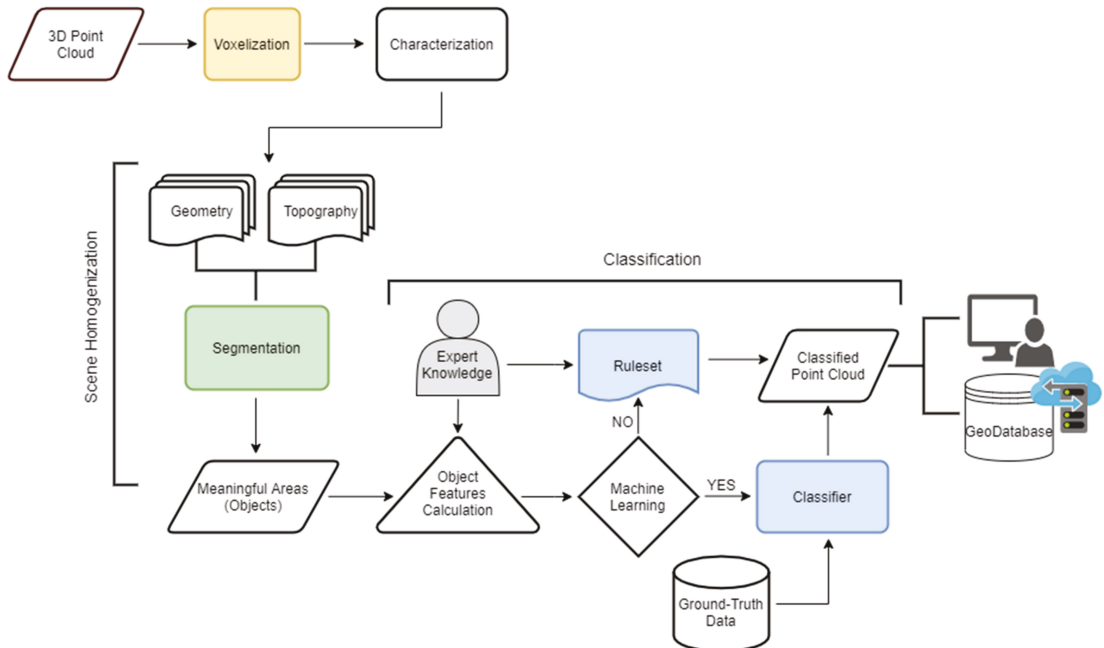 3D Point
Cloud
Voxelization
Characterization
Scene Homogenization
Geometry
Topography
Segmentation
Meaningful Areas
(Objects)
Classification
Expert
Knowledge
Ruleset
Classified
Point Cloud
GeoDatabase
Object
Features
Calculation
NO
Machine
Learning
YES
Classifier
Ground-Truth
Data